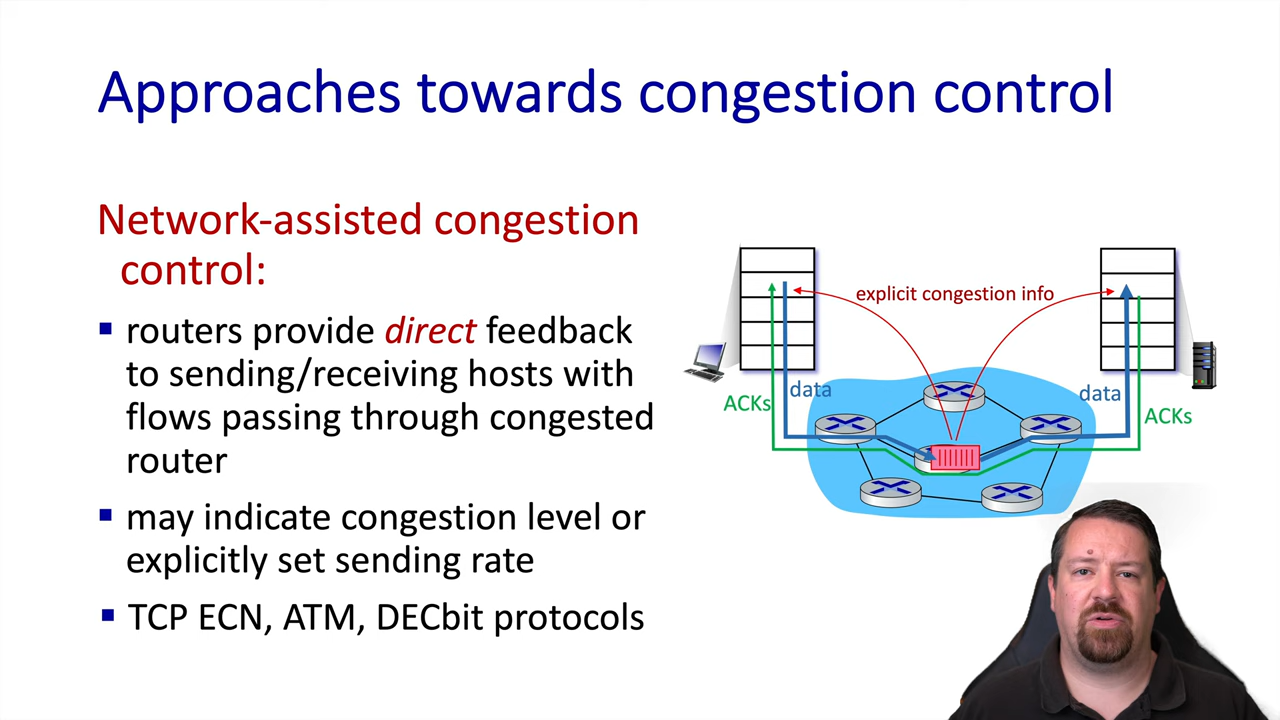 Approaches towards congestion control
Network-assisted congestion
control:
▪ routers provide direct feedback
to sending/receiving hosts with
flows passing through congested
router
▪ may indicate congestion level or
explicitly set sending rate
▪ TCP ECN, ATM, DECbit protocols
explicit congestion info
data
ACKs
data
ACKs